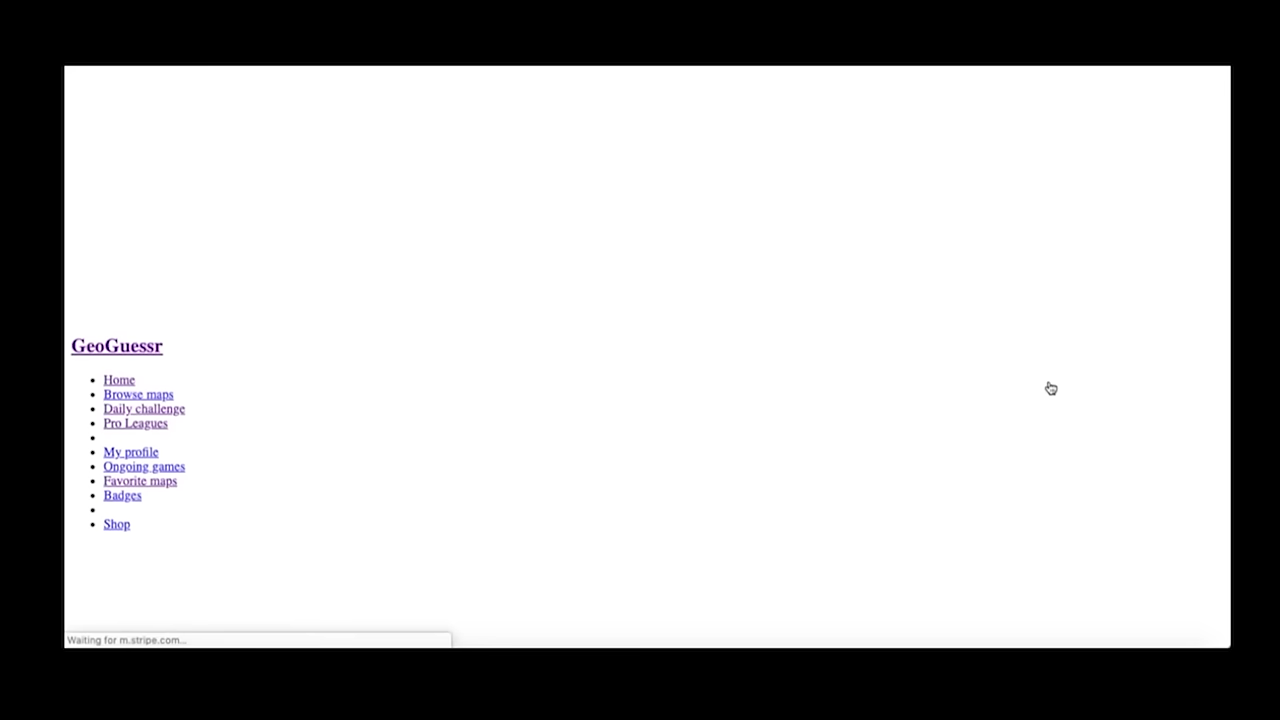 GeoGuessr
Home
Browse maps
Daily challenge
Pro Leagues
My profile
Ongoing games
Favorite maps
Badges
Shop
Waiting for m.stripe.com...